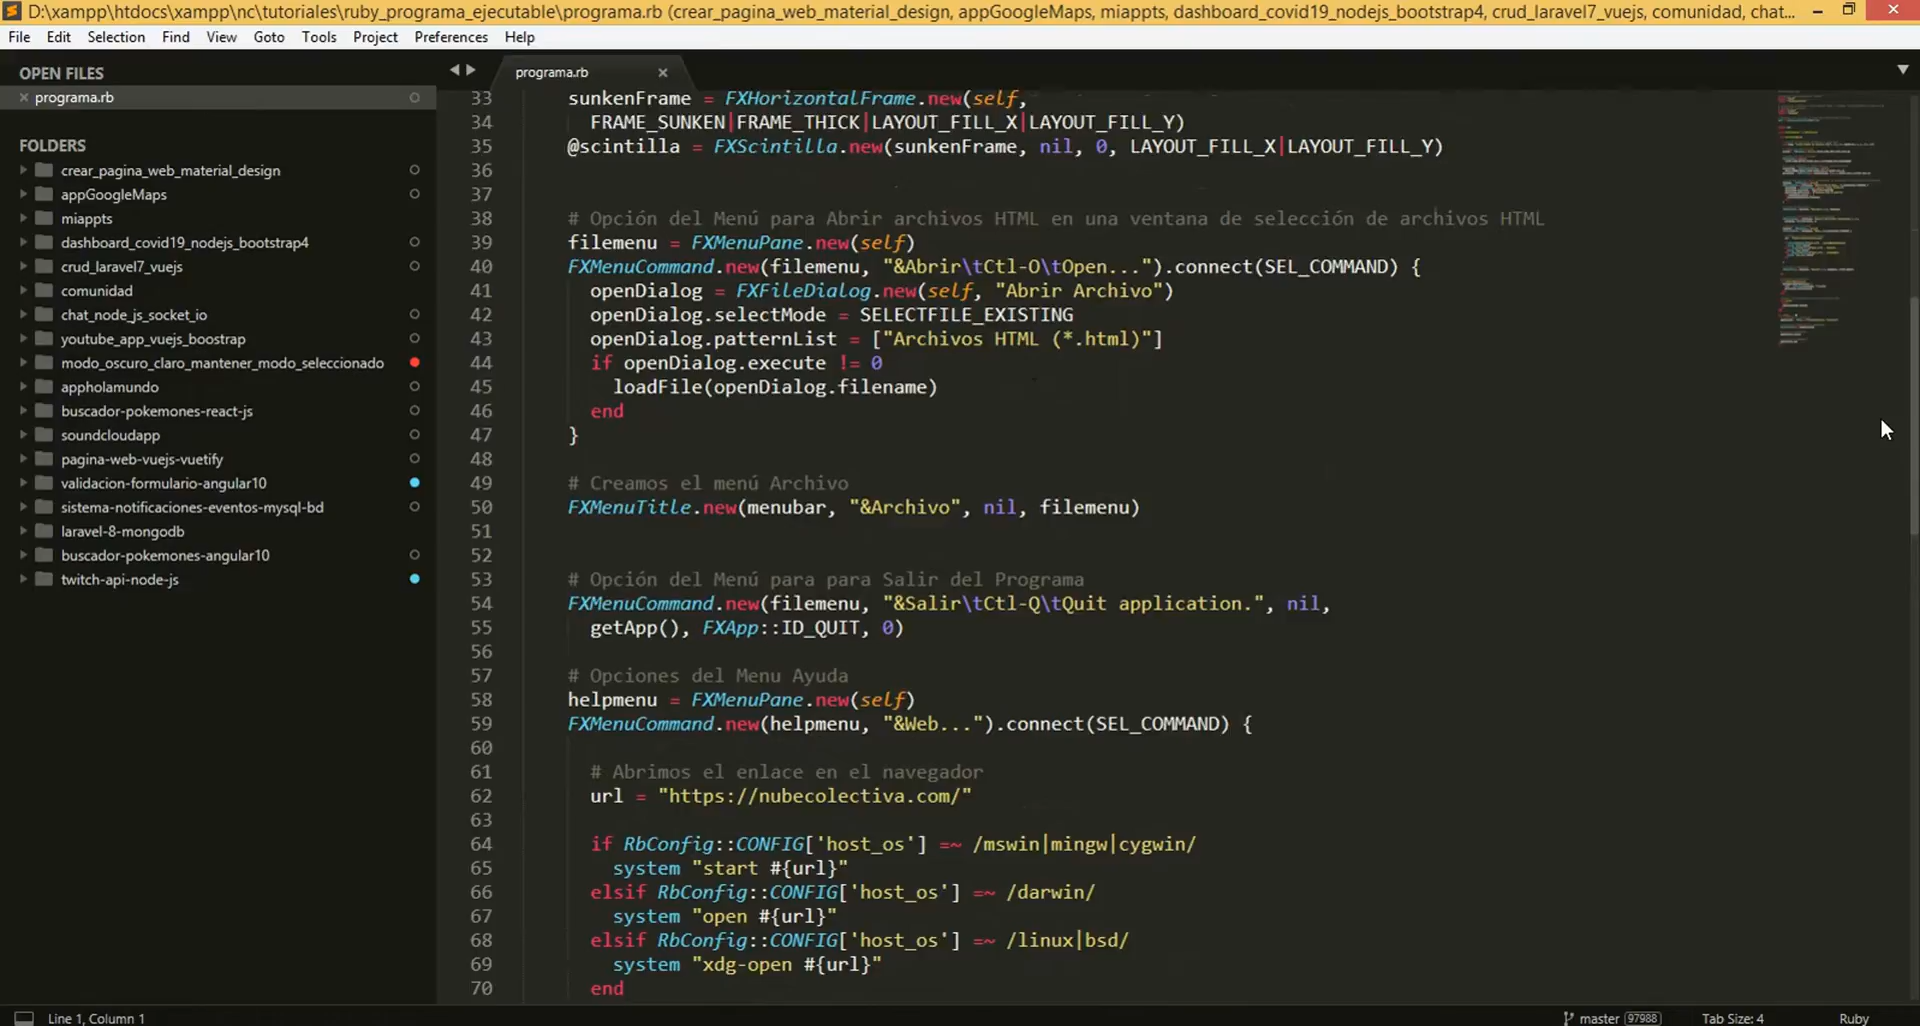 D:\xampp\htdocs\xampp\nc\tutoriales\ruby_programa_ejecutable\programa.rb (crear_pagina_web_material_design, appGoogleMaps, miappts, dashboard_covid19_nodejs_bootstrap4, crud_laravel7_vuejs, comunidad, chat...
File Edit Selection Find View Goto Tools Project Preferences Help
OPEN FILES
programa.rb
FOLDERS
crear_pagina_web_material_design
appGoogleMaps
miappts
dashboard_covid19_nodejs_bootstrap4
crud_laravel7_vuejs
comunidad
chat_node_js_socket_io
youtube_app_vuejs_boostrap
modo_oscuro_claro_mantener_modo_seleccionado
appholamundo
buscador-pokemones-react-js
soundcloudapp
pagina-web-vuejs-vuetify
validacion-formulario-angular10
sistema-notificaciones-eventos-mysql-bd
laravel-8-mongodb
buscador-pokemones-angular10
twitch-api-node-js
programa.rb
33 sunkenFrame = FXHorizontalFrame.new(self,
34 FRAME_SUNKEN|FRAME_THICK|LAYOUT_FILL_X|LAYOUT_FILL_Y)
35 @scintilla = FXScintilla.new(sunkenFrame, nil, 0, LAYOUT_FILL_X|LAYOUT_FILL_Y)
36
37
38 # Opción del Menú para Abrir archivos HTML en una ventana de selección de archivos HTML
39 filemenu = FXMenuPane.new(self)
40 FXMenuCommand.new(filemenu, "&Abrir\tCtl-O\tOpen...").connect(SEL_COMMAND) {
41 openDialog = FXFileDialog.new(self, "Abrir Archivo")
42 openDialog.selectMode = SELECTFILE_EXISTING
43 openDialog.patternList = ["Archivos HTML (*.html)"]
44 if openDialog.execute != 0
45 loadFile(openDialog.filename)
46 end
47 }
48
49 # Creamos el menú Archivo
50 FXMenuTitle.new(menubar, "&Archivo", nil, filemenu)
51
52
53 # Opción del Menú para para Salir del Programa
54 FXMenuCommand.new(filemenu, "&Salir\tCtl-Q\tQuit application.", nil,
55 getApp(), FXApp::ID_QUIT, 0)
56
57 # Opciones del Menu Ayuda
58 helpmenu = FXMenuPane.new(self)
59 FXMenuCommand.new(helpmenu, "&Web...").connect(SEL_COMMAND) {
60
61 # Abrimos el enlace en el navegador
62 url = "https://nubecolectiva.com/"
63
64 if RbConfig::CONFIG['host_os'] =~ /mswin|mingw|cygwin/
65 system "start #{url}"
66 elsif RbConfig::CONFIG['host_os'] =~ /darwin/
67 system "open #{url}"
68 elsif RbConfig::CONFIG['host_os'] =~ /linux|bsd/
69 system "xdg-open #{url}"
70 end
Line 1, Column 1
master 97988 Tab Size: 4 Ruby